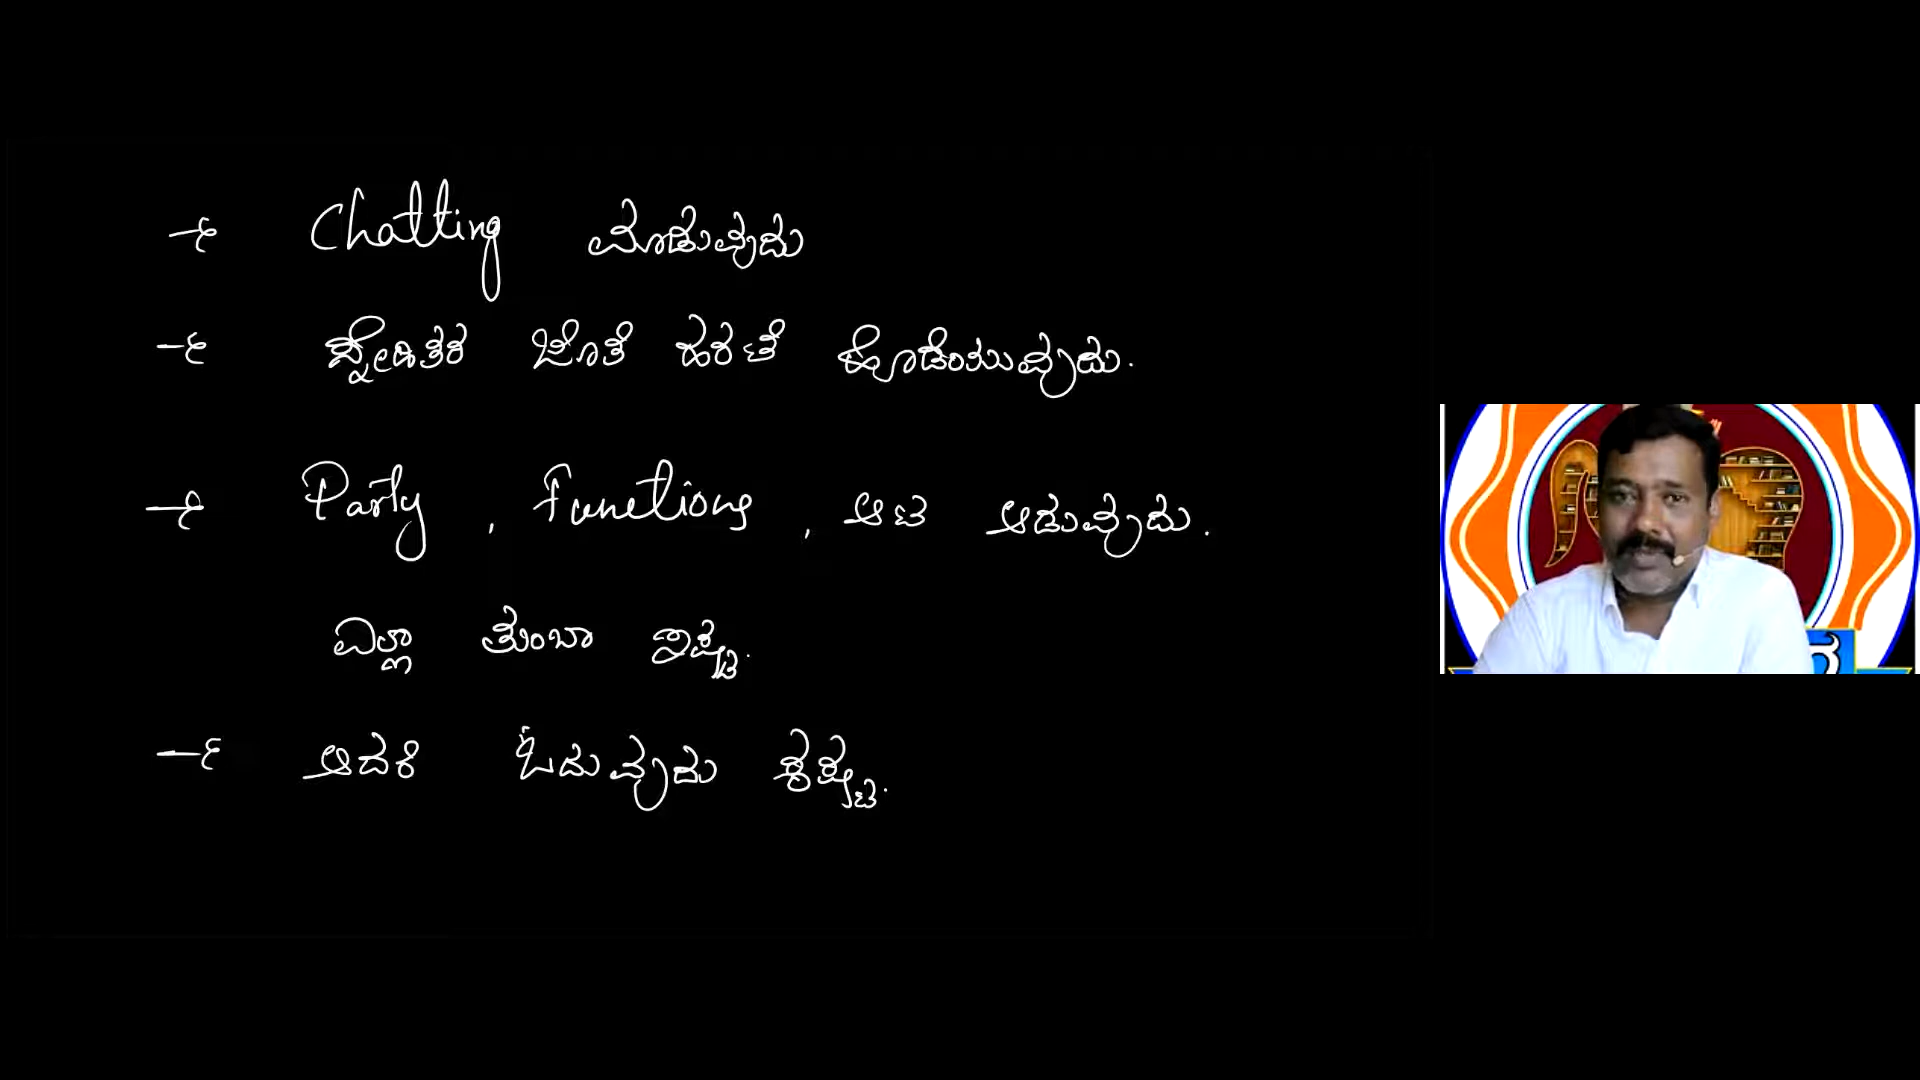 Chatting ಮಾಡುವುದು
ಸ್ನೇಹಿತರ ಜೊತೆ ಹರಟೆ ಹೊಡೆಯುವುದು.
Party , Functions , ಆಟ ಆಡುವುದು.
ಎಲ್ಲಾ ತುಂಬಾ ಇಷ್ಟ.
ಆದರೆ ಓದುವುದು ಕಷ್ಟ.